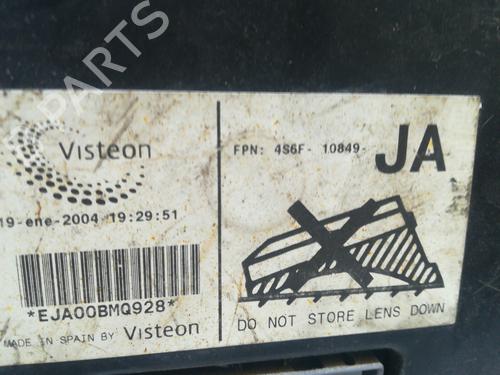 Visteon
FPN: 4S6F- 10849- JA
19-ene-2004-19:29:51
*EJA00BMQ928*
MADE IN SPAIN BY Visteon
DO NOT STORE LENS DOWN